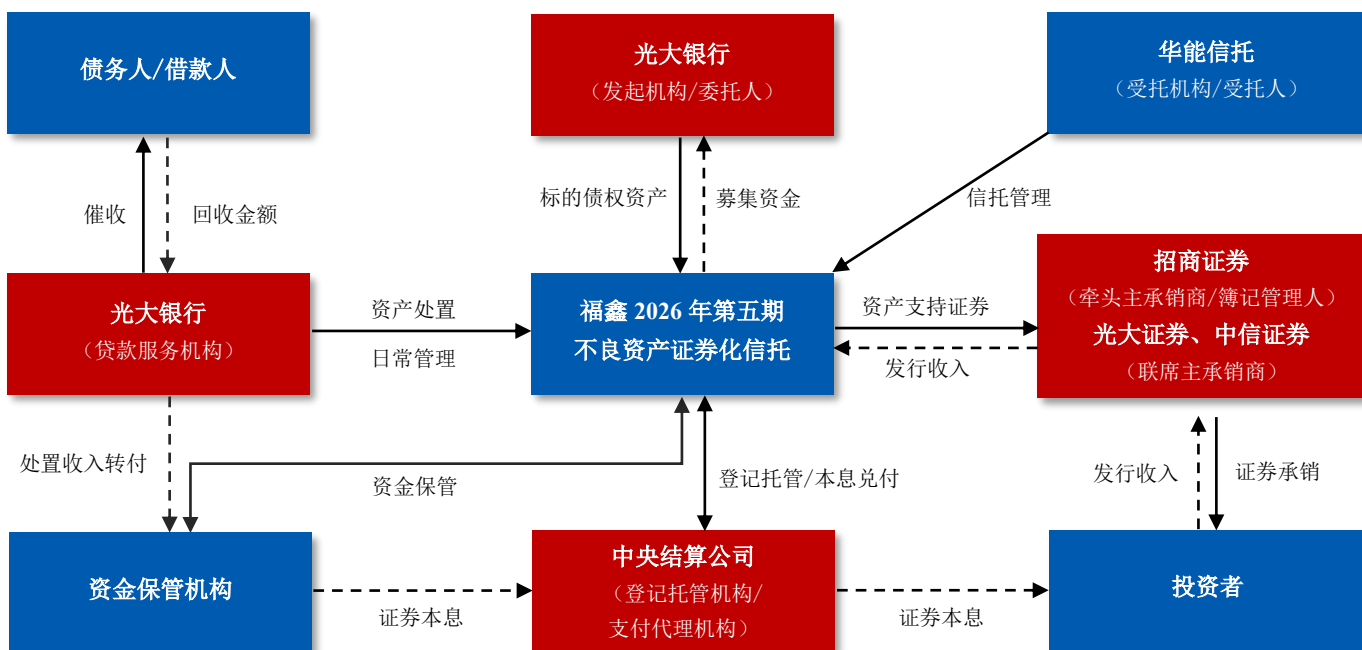 债务人/借款人
光大银行
（发起机构/委托人）
华能信托
（受托机构/受托人）
催收
回收金额
标的债权资产
募集资金
信托管理
光大银行
（贷款服务机构）
资产处置
日常管理
福鑫 2026 年第五期
不良资产证券化信托
资产支持证券
发行收入
招商证券
（牵头主承销商/簿记管理人）
光大证券、中信证券
（联席主承销商）
处置收入转付
资金保管
登记托管/本息兑付
发行收入
证券承销
资金保管机构
证券本息
中央结算公司
（登记托管机构/
支付代理机构）
证券本息
投资者